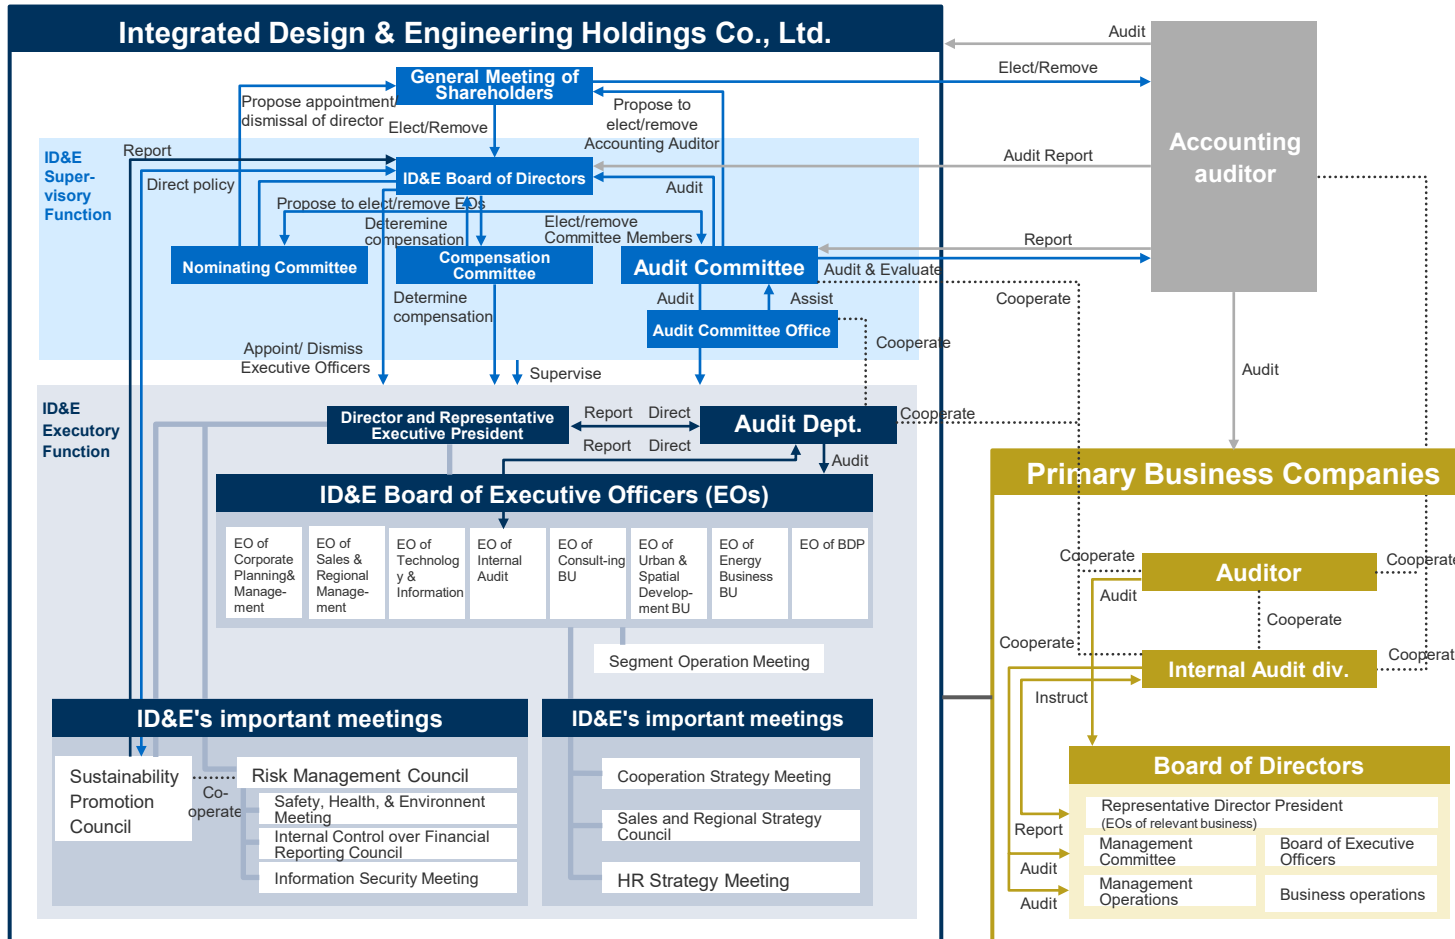 Integrated Design & Engineering Holdings Co., Ltd.
Audit
General Meeting of
Shareholders
Elect/Remove
Propose appointment/
dismissal of director
Propose to
elect/remove
Accounting Auditor
Elect/Remove
Accounting
auditor
ID&E
Super-
visory
Function
Report
Direct policy
ID&E Board of Directors
Audit
Audit Report
Propose to elect/remove EOs
Deteremine
compensation
Elect/remove
Committee Members
Report
Nominating Committee
Compensation
Committee
Audit Committee
Audit & Evaluate
Cooperate
Determine
compensation
Audit
Assist
Audit Committee Office
Cooperate
Appoint/ Dismiss
Executive Officers
Supervise
Audit
ID&E
Executory
Function
Director and Representative
Executive President
Report
Direct
Audit Dept.
Cooperate
Report
Direct
Audit
ID&E Board of Executive Officers (EOs)
EO of
Corporate
Planning&
Manage-
ment
EO of
Sales &
Regional
Manage-
ment
EO of
Technolog
y &
Information
EO of
Internal
Audit
EO of
Consult-ing
BU
EO of
Urban &
Spatial
Develop-
ment BU
EO of
Energy
Business
BU
EO of BDP
Segment Operation Meeting
ID&E's important meetings
Sustainability
Promotion
Council
Co-
operate
Risk Management Council
Safety, Health, & Environment
Meeting
Internal Control over Financial
Reporting Council
Information Security Meeting
ID&E's important meetings
Cooperation Strategy Meeting
Sales and Regional Strategy
Council
HR Strategy Meeting
Primary Business Companies
Cooperate
Auditor
Cooperate
Audit
Cooperate
Cooperate
Internal Audit div.
Cooperate
Instruct
Board of Directors
Representative Director President
(EOs of relevant business)
Report
Management
Committee
Board of Executive
Officers
Audit
Management
Operations
Business operations
Audit